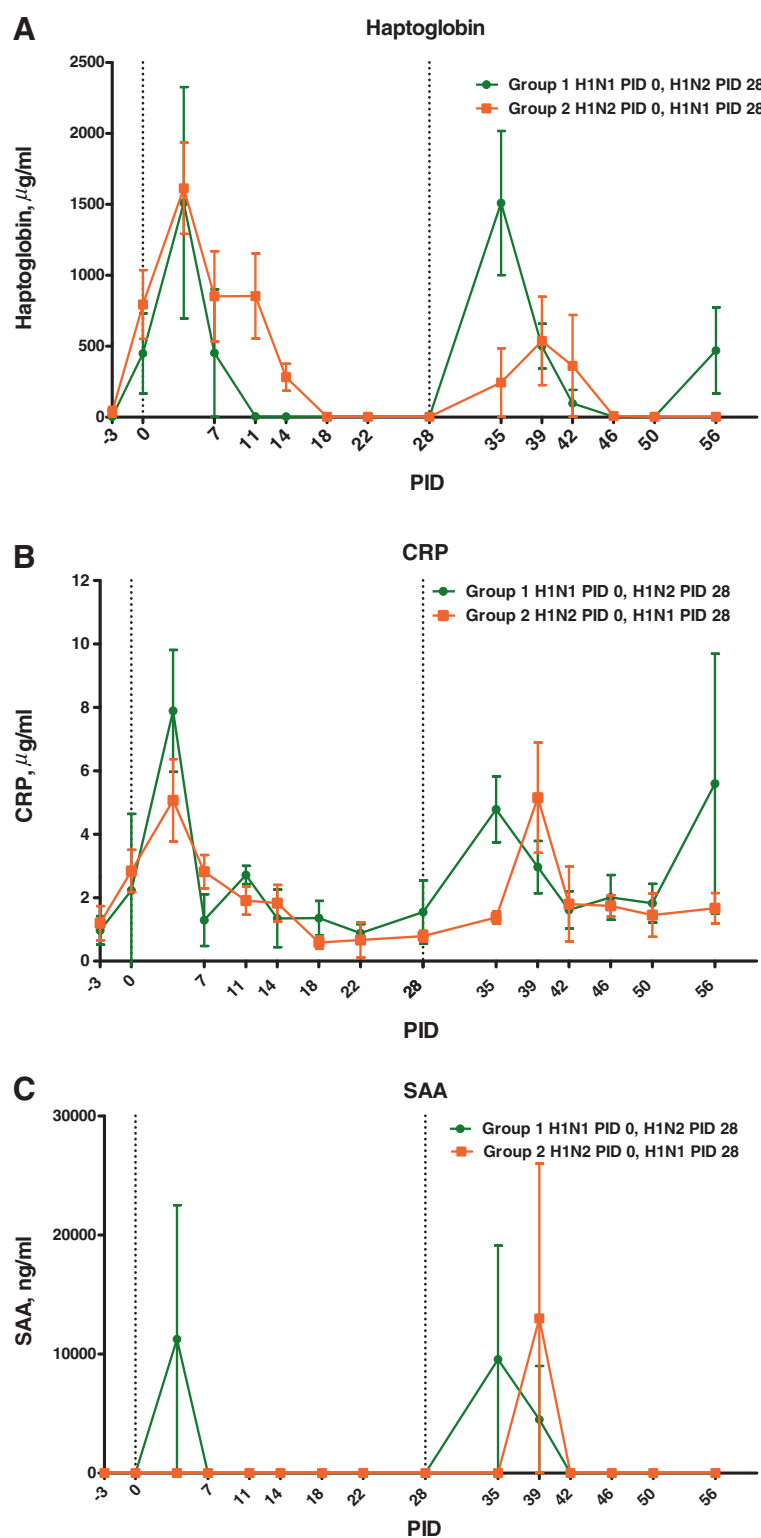 A
Haptoglobin
2500
2000
1500
1000
500
0
Haptoglobin, μg/ml
Group 1 H1N1 PID 0, H1N2 PID 28
Group 2 H1N2 PID 0, H1N1 PID 28
-3 0 7 11 14 18 22 28 35 39 42 46 50 56
PID
B
CRP
12
10
8
6
4
2
0
CRP, μg/ml
Group 1 H1N1 PID 0, H1N2 PID 28
Group 2 H1N2 PID 0, H1N1 PID 28
-3 0 7 11 14 18 22 28 35 39 42 46 50 56
PID
C
SAA
30000
20000
10000
0
SAA, ng/ml
Group 1 H1N1 PID 0, H1N2 PID 28
Group 2 H1N2 PID 0, H1N1 PID 28
-3 0 7 11 14 18 22 28 35 39 42 46 50 56
PID